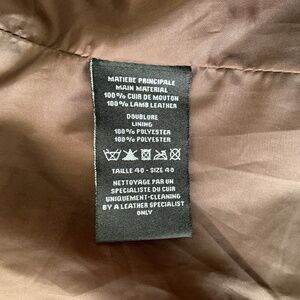 MATIERE PRINCIPALE
MAIN MATERIAL
100% CUIR DE MOUTON
100% LAMB LEATHER
DOUBLURE
LINING
100% POLYESTER
100% POLYESTER
TAILLE 40 - SIZE 40
NETTOYAGE PAR UN
SPECIALISTE DU CUIR
UNIQUEMENT-CLEANING
BY A LEATHER SPECIALIST
ONLY